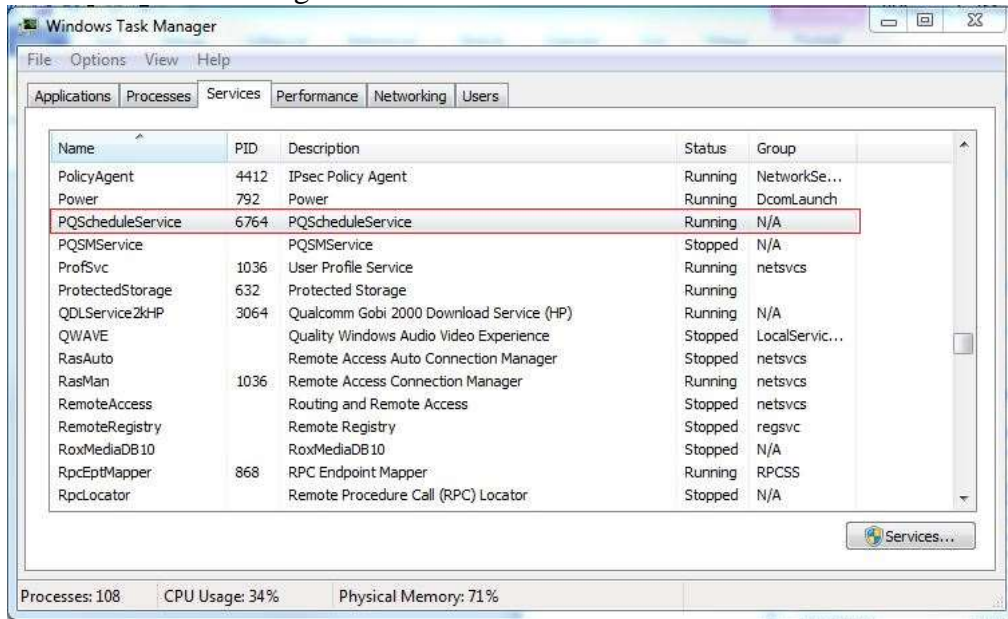 Windows Task Manager
File Options View Help
Applications Processes Services Performance Networking Users
Name PID Description Status Group
PolicyAgent 4412 IPsec Policy Agent Running NetworkSe...
Power 792 Power Running DcomLaunch
PQScheduleService 6764 PQScheduleService Running N/A
PQSMService PQSMService Stopped N/A
ProfSvc 1036 User Profile Service Running netsvcs
ProtectedStorage 632 Protected Storage Running
QDLService2kHP 3064 Qualcomm Gobi 2000 Download Service (HP) Running N/A
QWAVE Quality Windows Audio Video Experience Stopped LocalServic...
RasAuto Remote Access Auto Connection Manager Stopped netsvcs
RasMan 1036 Remote Access Connection Manager Running netsvcs
RemoteAccess Routing and Remote Access Stopped netsvcs
RemoteRegistry Remote Registry Stopped regsvc
RoxMediaDB10 RoxMediaDB10 Stopped N/A
RpcEptMapper 868 RPC Endpoint Mapper Running RPCSS
RpcLocator Remote Procedure Call (RPC) Locator Stopped N/A
Services...
Processes: 108 CPU Usage: 34% Physical Memory: 71%